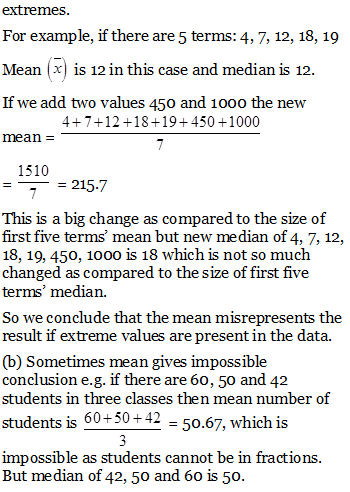 extremes.
For example, if there are 5 terms: 4, 7, 12, 18, 19
Mean (x̄) is 12 in this case and median is 12.
If we add two values 450 and 1000 the new
mean = \frac{4+7+12+18+19+450+1000}{7}
= \frac{1510}{7} = 215.7
This is a big change as compared to the size of
first five terms' mean but new median of 4, 7, 12,
18, 19, 450, 1000 is 18 which is not so much
changed as compared to the size of first five
terms' median.
So we conclude that the mean misrepresents the
result if extreme values are present in the data.
(b) Sometimes mean gives impossible
conclusion e.g. if there are 60, 50 and 42
students in three classes then mean number of
students is \frac{60+50+42}{3} = 50.67, which is
impossible as students cannot be in fractions.
But median of 42, 50 and 60 is 50.